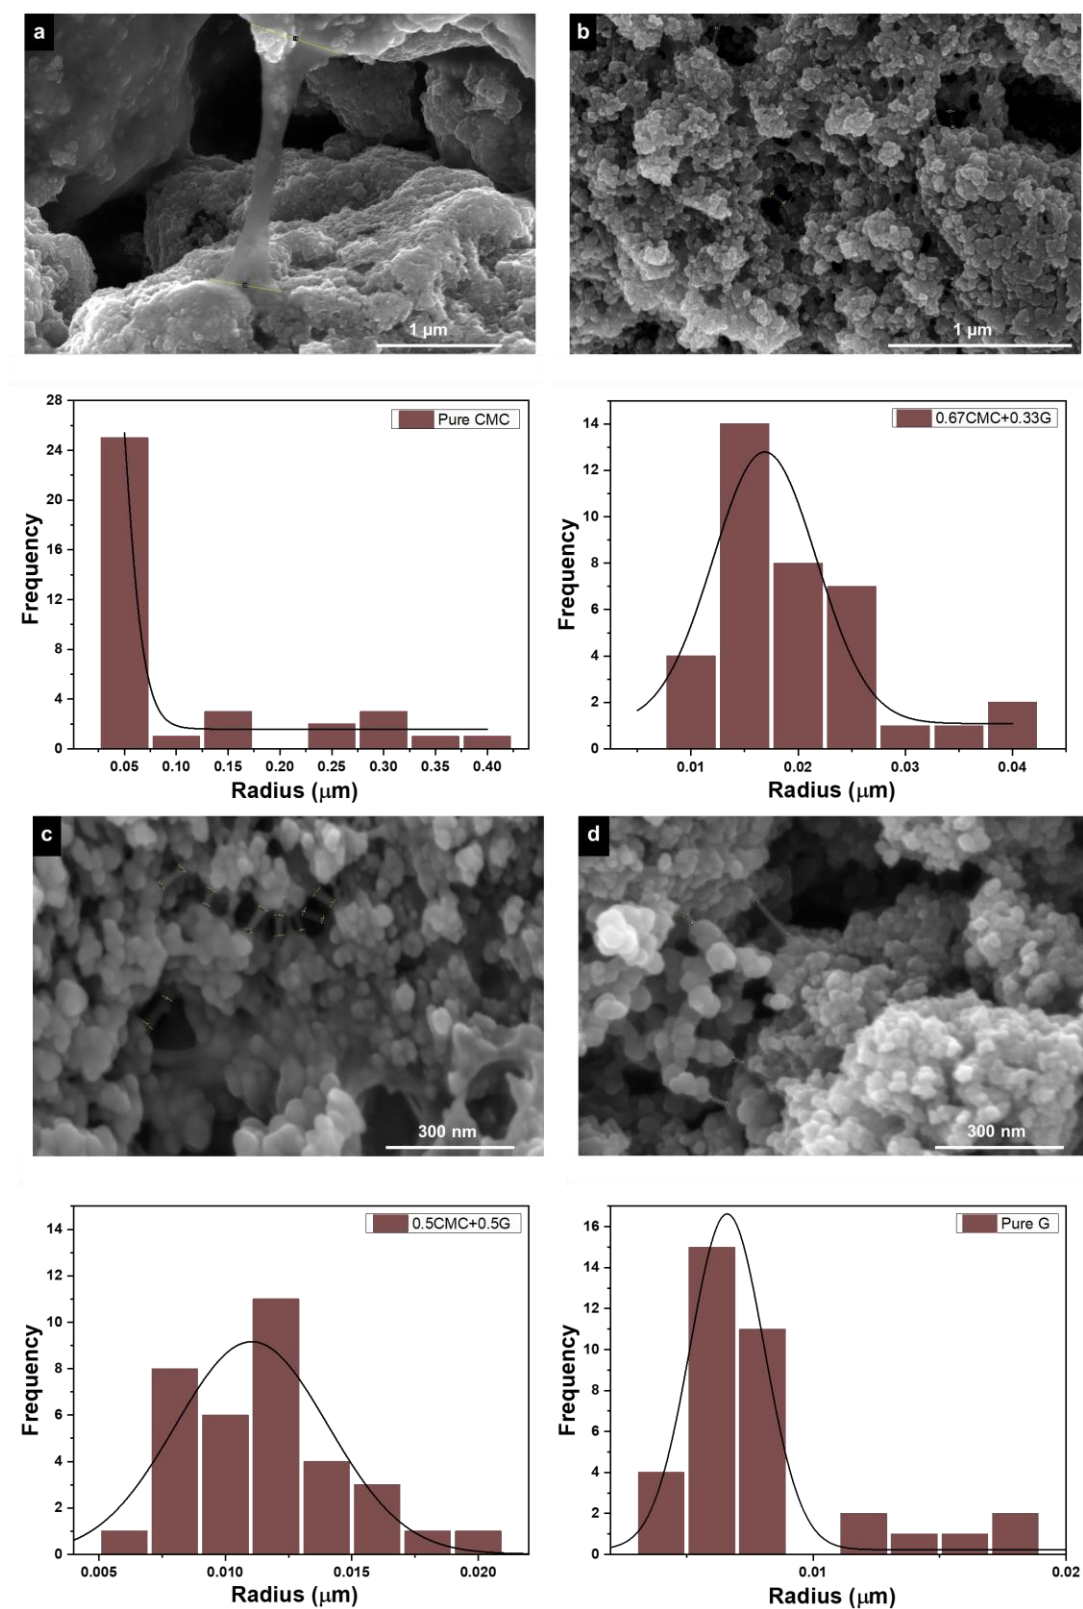 a
1 µm
b
1 µm
Pure CMC
Frequency
28
24
20
16
12
8
4
0
0.05 0.10 0.15 0.20 0.25 0.30 0.35 0.40
Radius (µm)
0.67CMC+0.33G
Frequency
14
12
10
8
6
4
2
0
0.01 0.02 0.03 0.04
Radius (µm)
c
300 nm
d
300 nm
0.5CMC+0.5G
Frequency
14
12
10
8
6
4
2
0
0.005 0.010 0.015 0.020
Radius (µm)
Pure G
Frequency
16
14
12
10
8
6
4
2
0
0.01 0.02
Radius (µm)